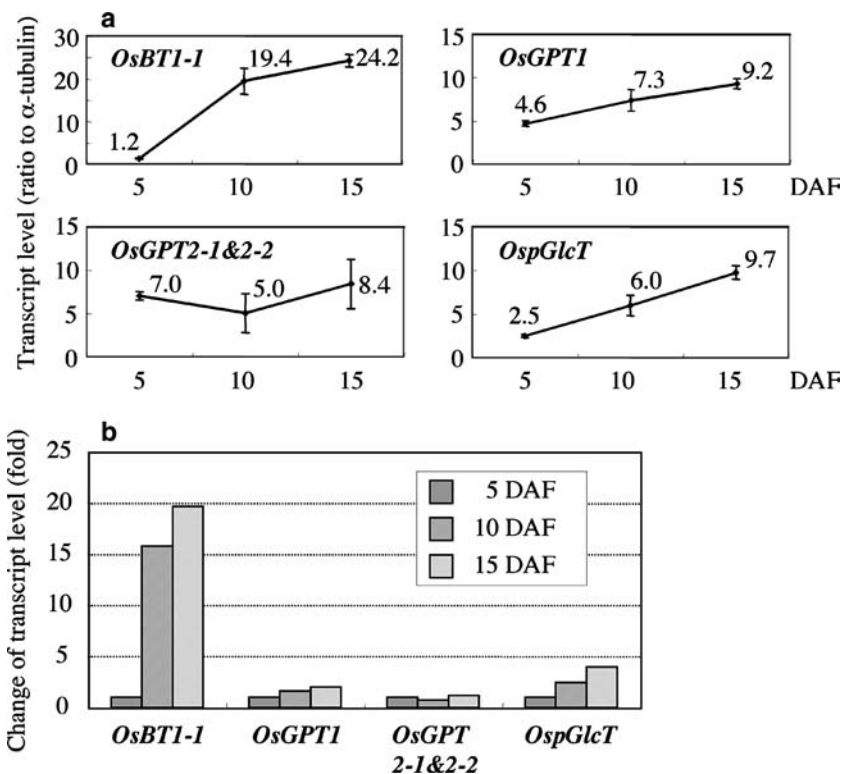 a
Transcript level (ratio to α-tubulin)
30
20
10
0
OsBT1-1
1.2
19.4
24.2
5 10 15
15
10
5
0
OsGPT1
4.6
7.3
9.2
5 10 15 DAF
15
10
5
0
OsGPT2-1&2-2
7.0
5.0
8.4
5 10 15
15
10
5
0
OspGlcT
2.5
6.0
9.7
5 10 15 DAF
b
Change of transcript level (fold)
25
20
15
10
5
0
5 DAF
10 DAF
15 DAF
OsBT1-1 OsGPT1 OsGPT OspGlcT
2-1&2-2